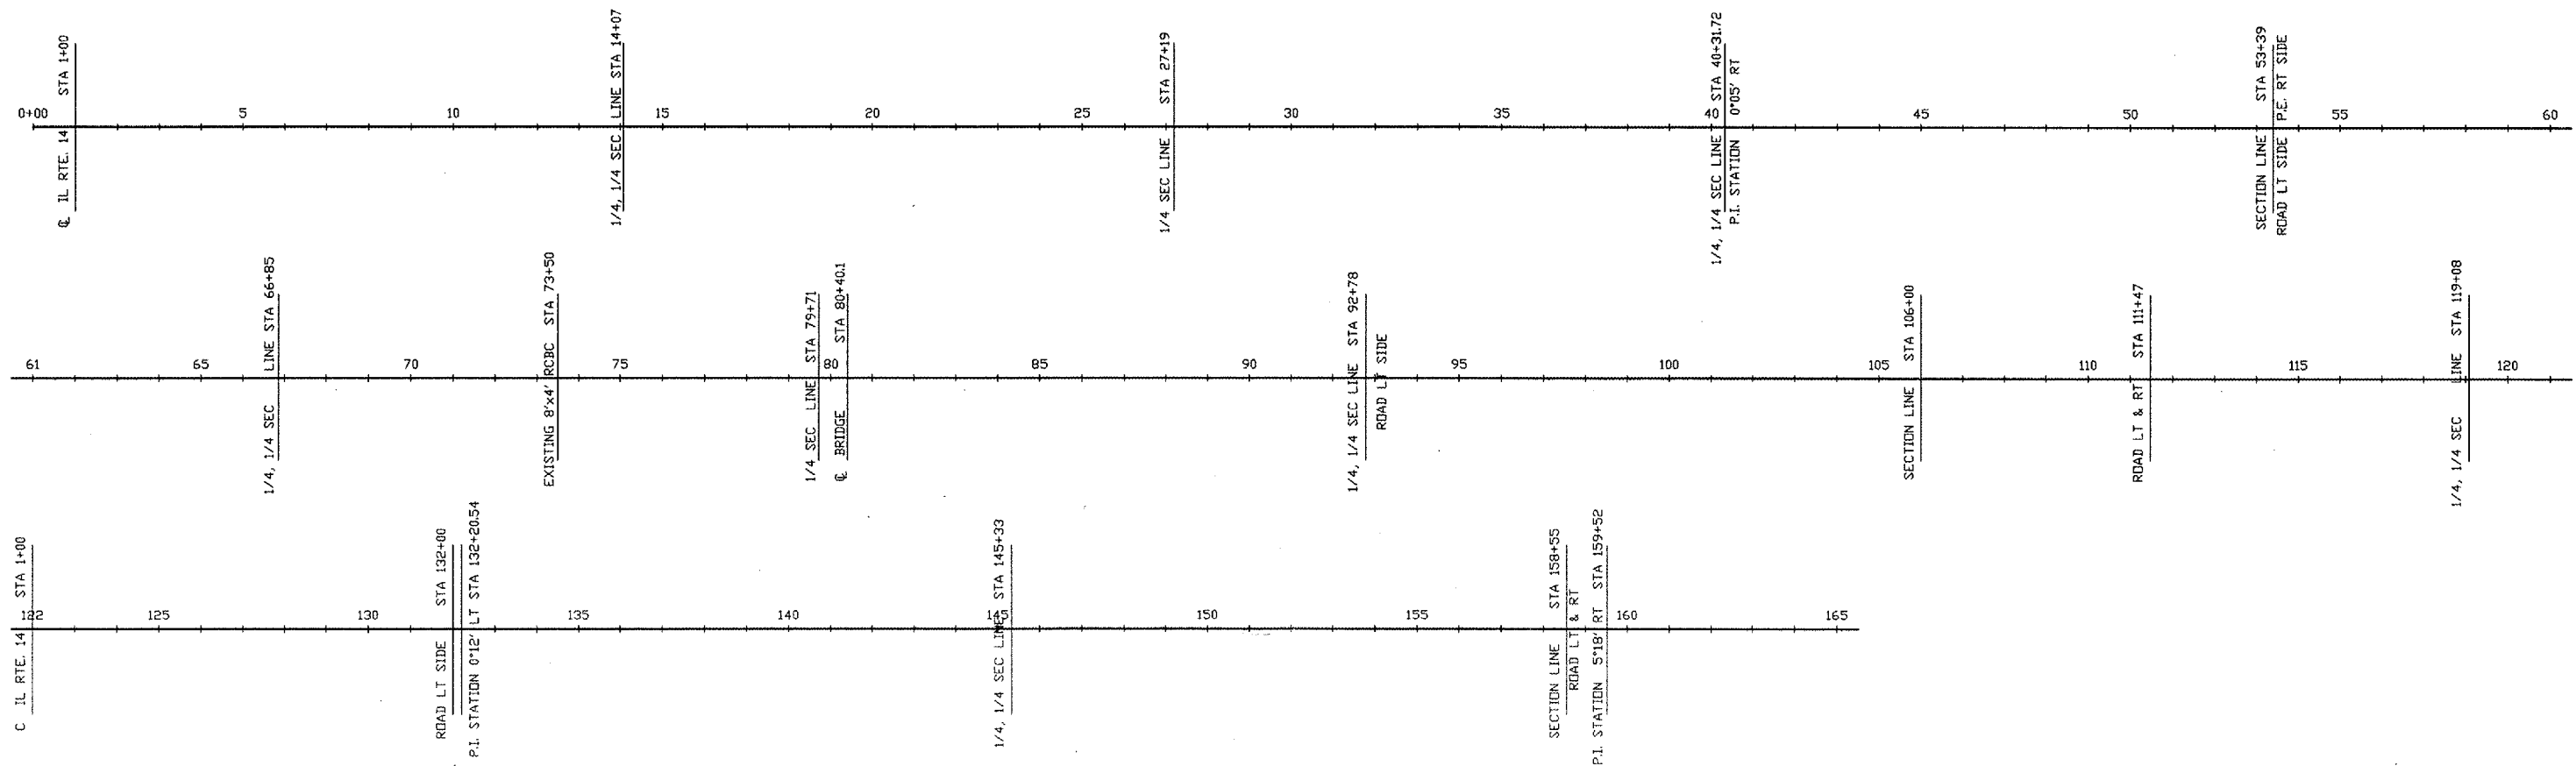 0+00 5 10 15 20 25 30 35 40 45 50 55 60
℄ IL RTE. 14 STA 1+00
1/4, 1/4 SEC LINE STA 14+07
1/4 SEC LINE STA 27+19
1/4, 1/4 SEC LINE STA 40+31.72
P.I. STATION 0°05' RT
SECTION LINE STA 53+39
ROAD LT SIDE P.E. RT SIDE
61 65 70 75 80 85 90 95 100 105 110 115 120
1/4, 1/4 SEC LINE STA 66+85
EXISTING 8'x4' RCBC STA 73+50
1/4 SEC LINE STA 79+71
℄ BRIDGE STA 80+40.1
1/4, 1/4 SEC LINE STA 92+78
ROAD LT SIDE
SECTION LINE STA 106+00
ROAD LT & RT STA 111+47
1/4, 1/4 SEC LINE STA 119+08
122 125 130 135 140 145 150 155 160 165
C IL RTE. 14 STA 1+00
ROAD LT SIDE STA 132+00
P.I. STATION 0°12' LT STA 132+20.54
1/4, 1/4 SEC LINE STA 145+33
SECTION LINE STA 158+55
ROAD LT & RT
P.I. STATION 5°18' RT STA 159+52